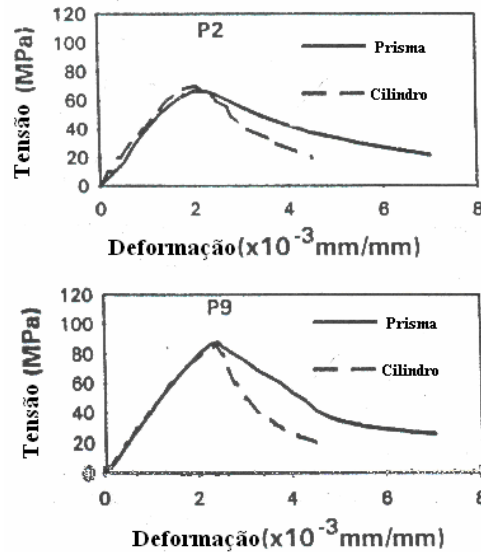 120
P2
Tensão (MPa)
100
80
60
40
20
0
Prisma
Cilindro
0 2 4 6 8
Deformação(x10⁻³mm/mm)
120
P9
Tensão (MPa)
100
80
60
40
20
0
Prisma
Cilindro
0 2 4 6 8
Deformação(x10⁻³mm/mm)